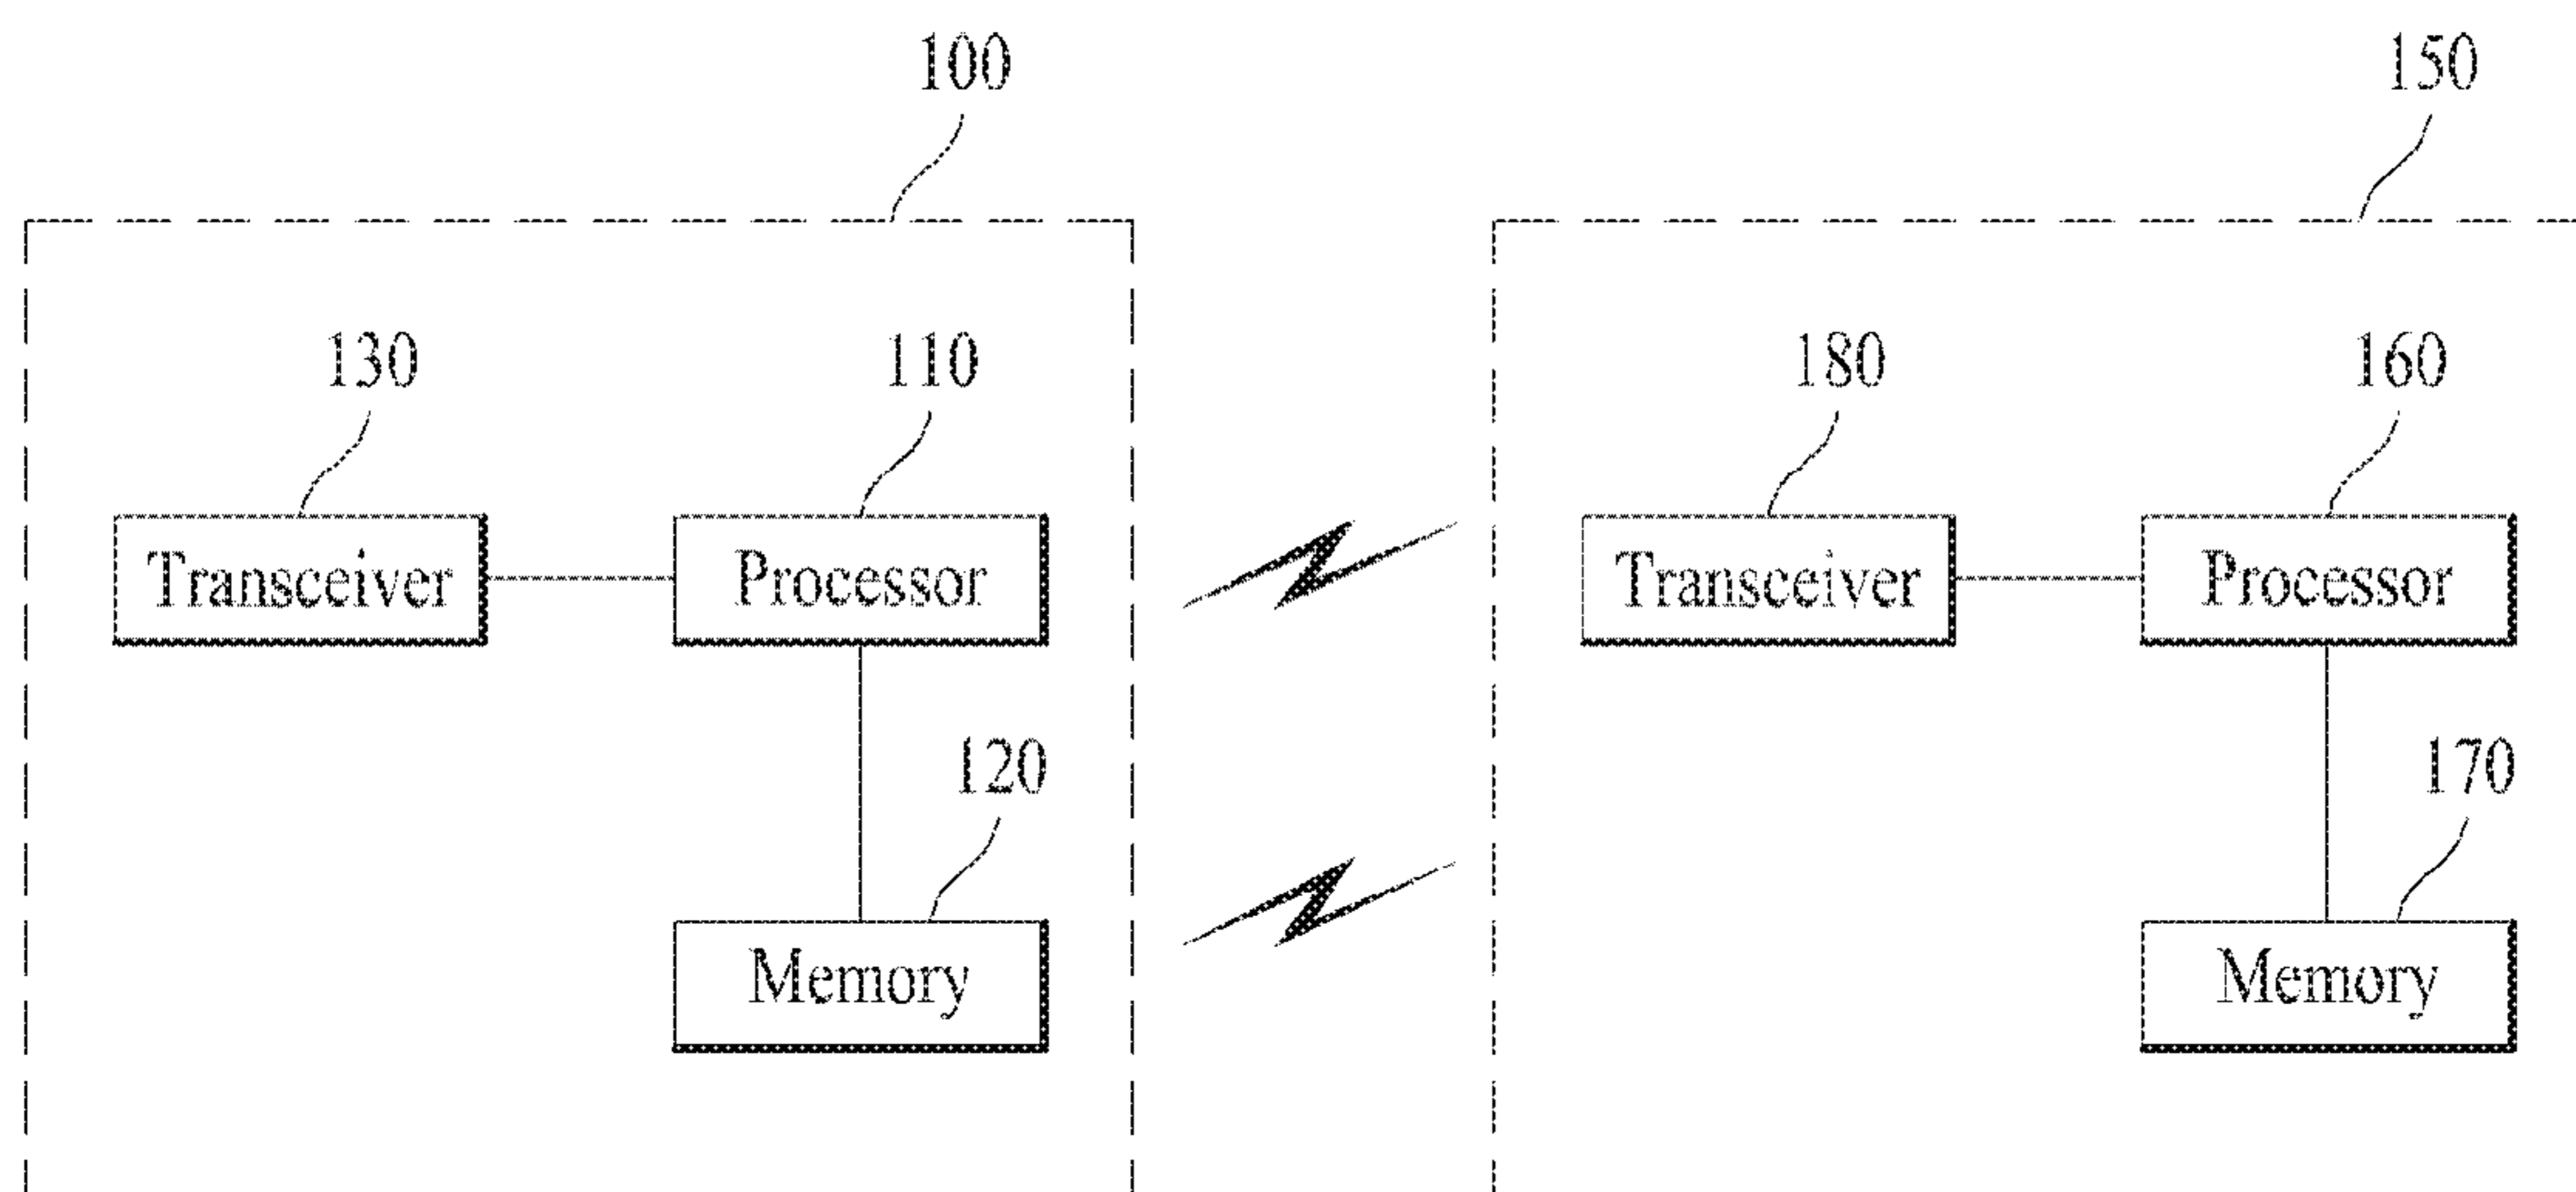 100 150
130 110 180 160
Transceiver Processor Transceiver Processor
120 170
Memory Memory